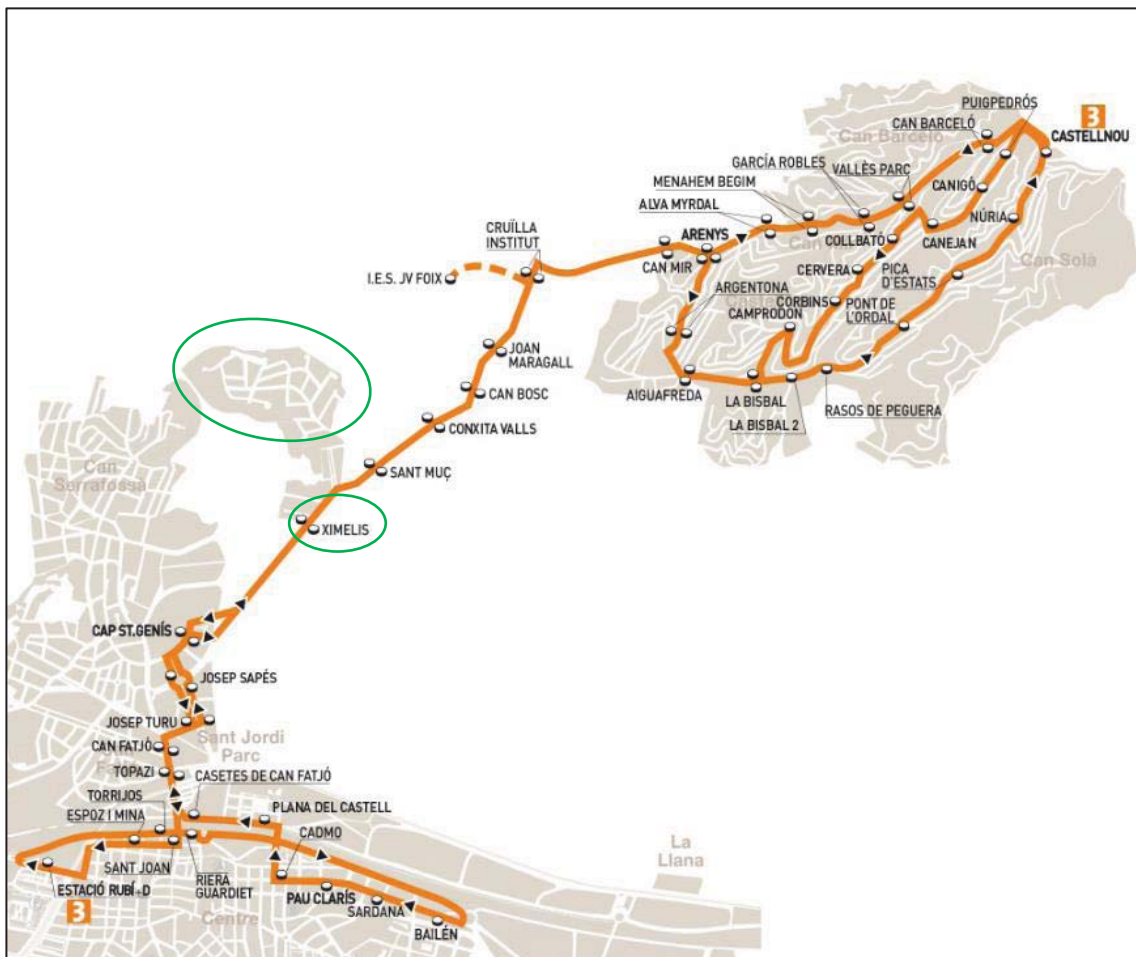 PUIGPEDRÓS
3
CAN BARCELÓ
Can Barceló
CASTELLNOU
GARCÍA ROBLES
VALLÈS PARC
MENAHEM BEGIM
CANIGÓ
ALVA MYRDAL
NÚRIA
CRUÏLLA
INSTITUT
ARENYS
COLLBATÓ
CANEJAN
CAN MIR
CERVERA
PICA
D'ESTATS
Can Solà
I.E.S. JV FOIX
ARGENTONA
CORBINS
PONT DE
L'ORDAL
CAMPRODON
JOAN
MARAGALL
AIGUAFREDA
LA BISBAL
RASOS DE PEGUERA
CAN BOSC
LA BISBAL 2
CONXITA VALLS
Can
Serrafossà
SANT MUÇ
XIMELIS
CAP ST.GENÍS
JOSEP SAPÉS
JOSEP TURU
Sant Jordi
Parc
CAN FATJÓ
TOPAZI
CASETES DE CAN FATJÓ
TORRIJOS
ESPOZ I MINA
PLANA DEL CASTELL
CADMO
La
Llana
SANT JOAN
RIERA
GUARDIET
ESTACIÓ RUBÍ+D
PAU CLARÍS
3
SARDANA
Centre
BAILÉN